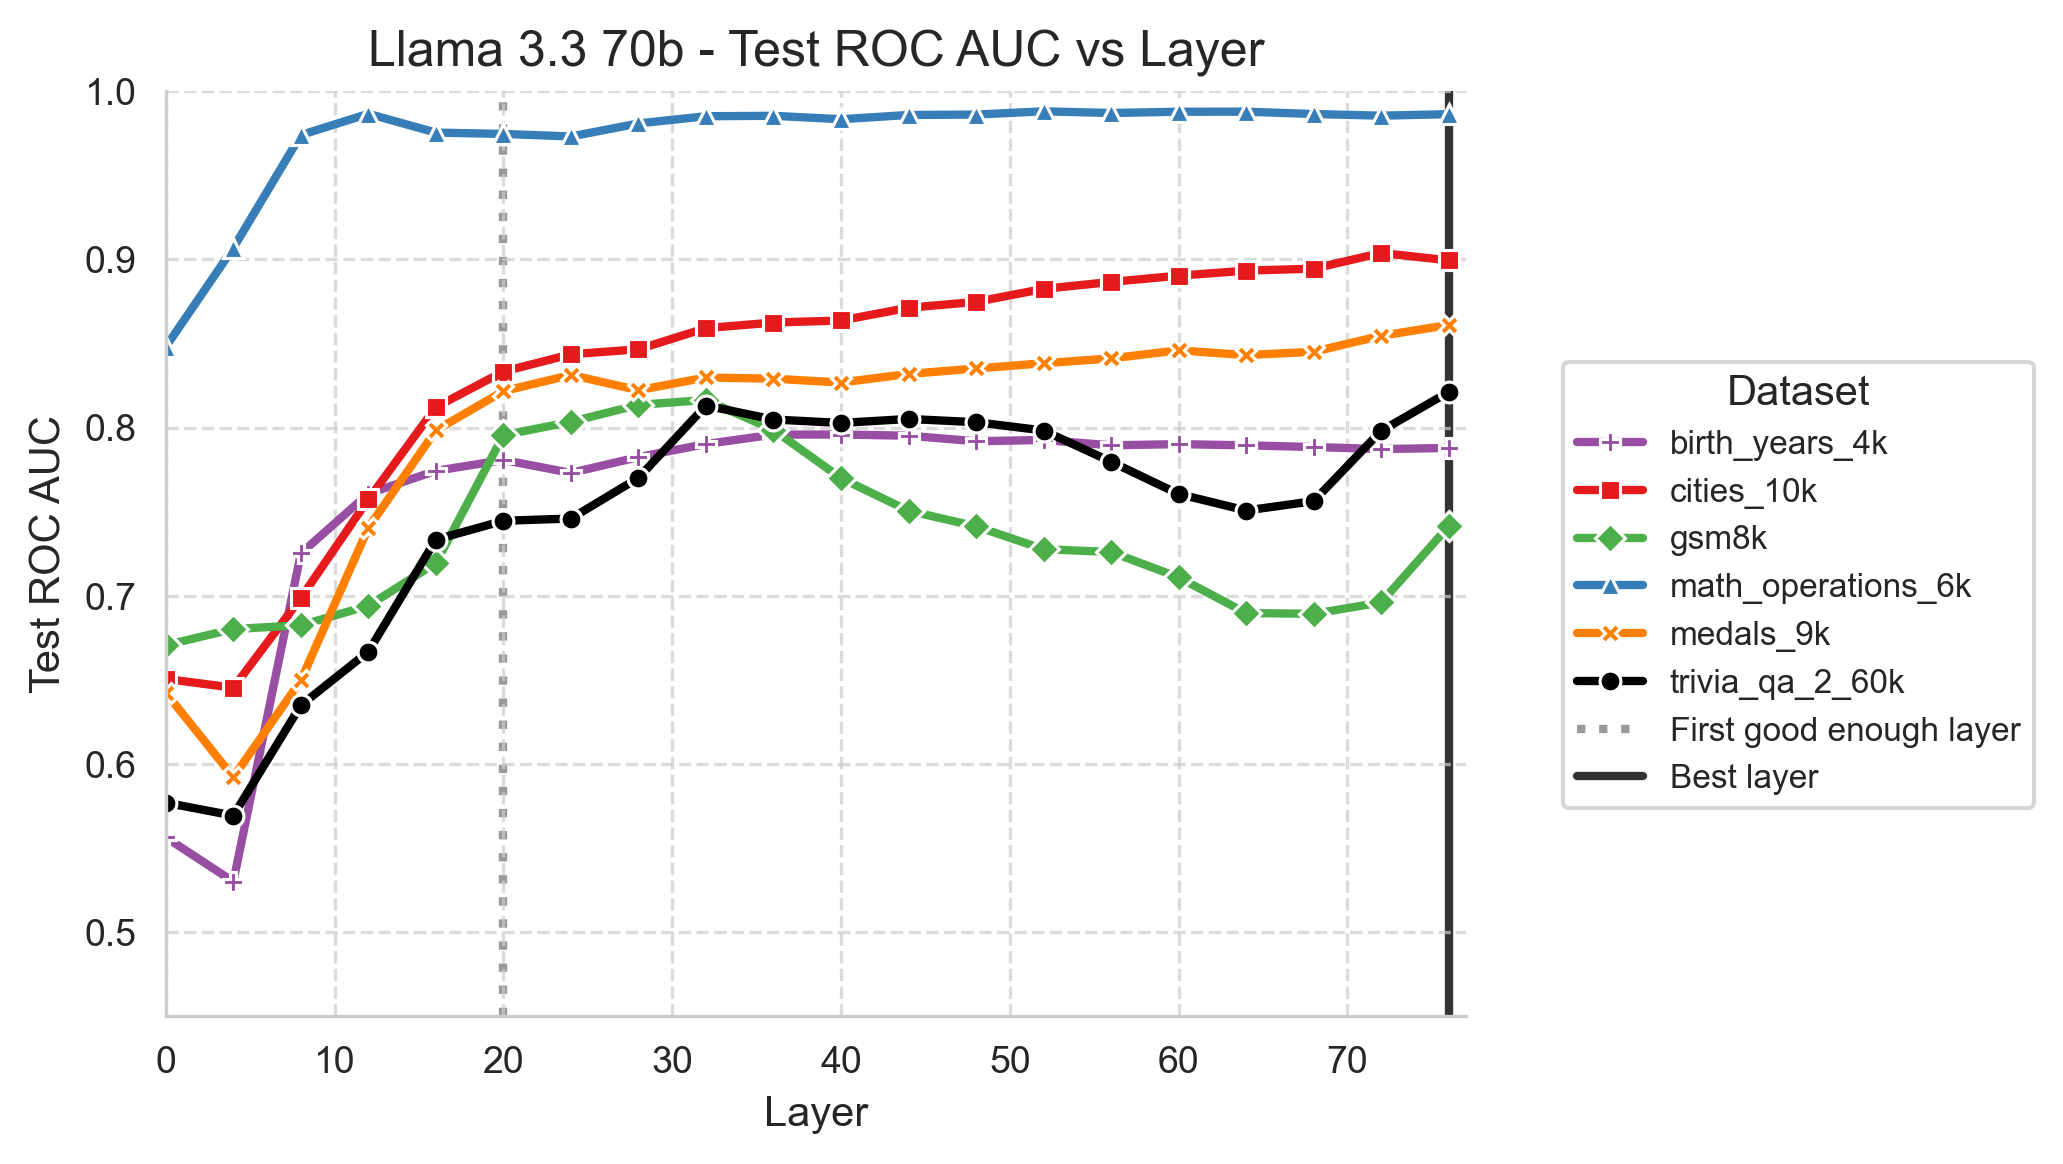 Llama 3.3 70b - Test ROC AUC vs Layer
Test ROC AUC
1.0
0.9
0.8
0.7
0.6
0.5
0 10 20 30 40 50 60 70
Layer
Dataset
birth_years_4k
cities_10k
gsm8k
math_operations_6k
medals_9k
trivia_qa_2_60k
First good enough layer
Best layer